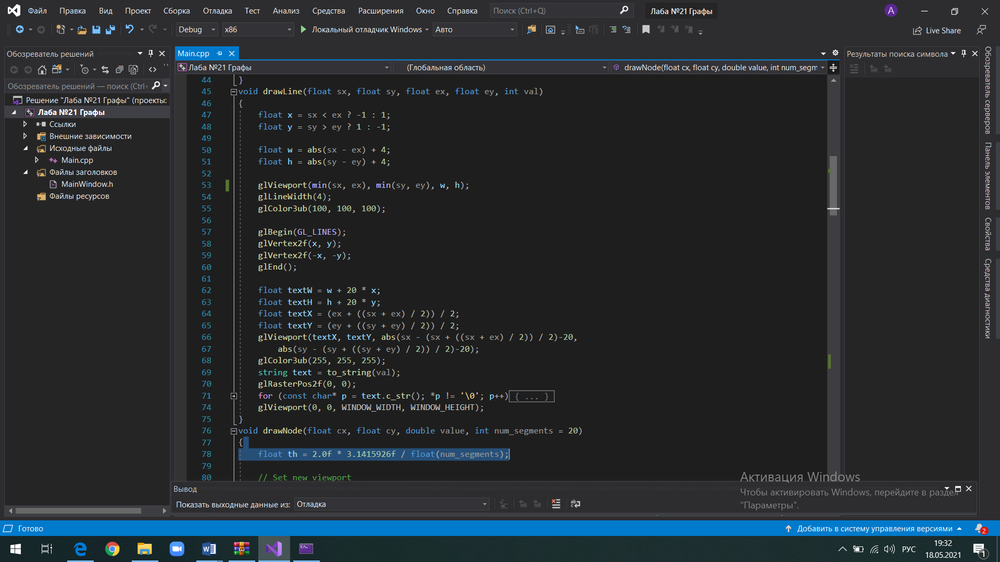 Файл Правка Вид Проект Сборка Отладка Тест Анализ Средства Расширения Окно Справка Поиск (Ctrl+Q) Лаба №21 Графы A
Debug x86 Локальный отладчик Windows Авто Live Share
Обозреватель решений
Обозреватель решений — поиск (Ctrl+
Решение "Лаба №21 Графы" (проекты:
Лаба №21 Графы
Ссылки
Внешние зависимости
Исходные файлы
Main.cpp
Файлы заголовков
MainWindow.h
Файлы ресурсов
Main.cpp
Лаба №21 Графы (Глобальная область) drawNode(float cx, float cy, double value, int num_segm
44 }
45 void drawLine(float sx, float sy, float ex, float ey, int val)
46 {
47 float x = sx < ex ? -1 : 1;
48 float y = sy > ey ? 1 : -1;
49
50 float w = abs(sx - ex) + 4;
51 float h = abs(sy - ey) + 4;
52
53 glViewport(min(sx, ex), min(sy, ey), w, h);
54 glLineWidth(4);
55 glColor3ub(100, 100, 100);
56
57 glBegin(GL_LINES);
58 glVertex2f(x, y);
59 glVertex2f(-x, -y);
60 glEnd();
61
62 float textW = w + 20 * x;
63 float textH = h + 20 * y;
64 float textX = (ex + ((sx + ex) / 2)) / 2;
65 float textY = (ey + ((sy + ey) / 2)) / 2;
66 glViewport(textX, textY, abs(sx - (sx + ((sx + ex) / 2)) / 2)-20,
67 abs(sy - (sy + ((sy + ey) / 2)) / 2)-20);
68 glColor3ub(255, 255, 255);
69 string text = to_string(val);
70 glRasterPos2f(0, 0);
71 for (const char* p = text.c_str(); *p != '\0'; p++) { ... }
74 glViewport(0, 0, WINDOW_WIDTH, WINDOW_HEIGHT);
75 }
76 void drawNode(float cx, float cy, double value, int num_segments = 20)
77 {
78 float th = 2.0f * 3.1415926f / float(num_segments);
79
80 // Set new viewport
Результаты поиска символа
Обозреватель серверов
Панель элементов
Свойства
Средства диагностики
Вывод
Показать выходные данные из: Отладка
Активация Windows
Чтобы активировать Windows, перейдите в раздел
"Параметры".
Готово Добавить в систему управления версиями 2
РУС 19:32
18.05.2021 1